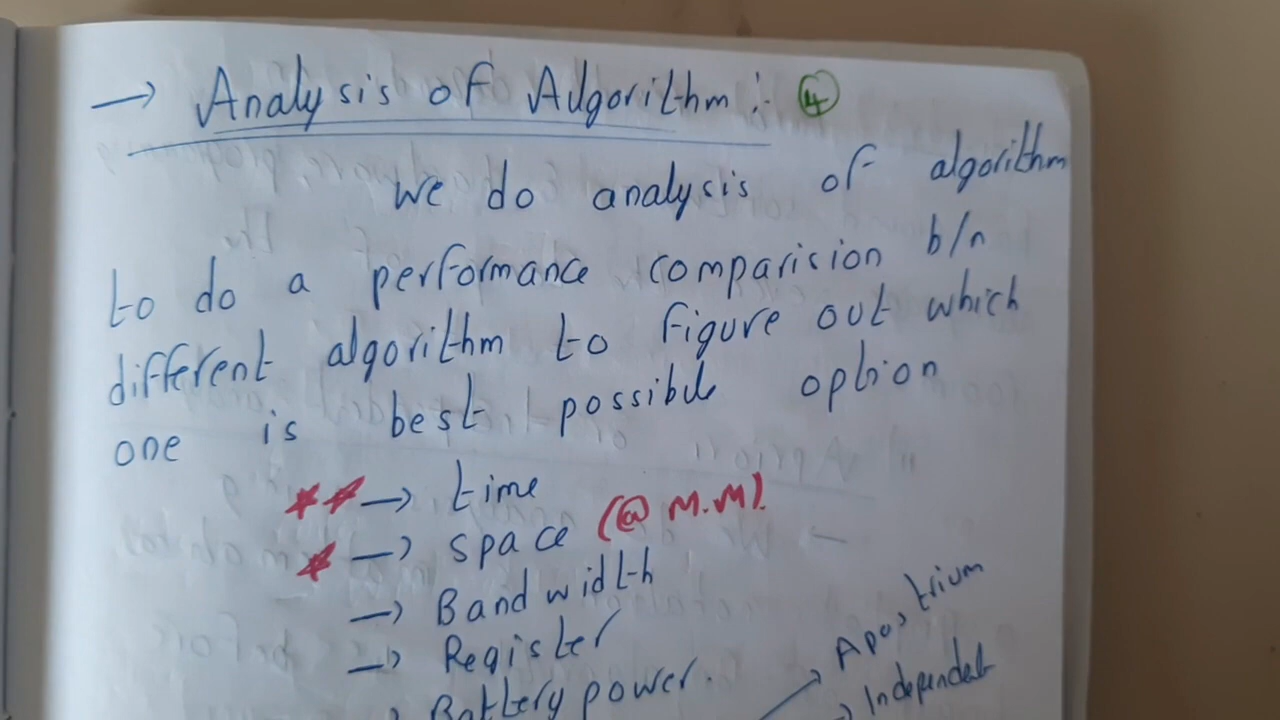 → Analysis of Algorithm :- 4
we do analysis of algorithm
to do a performance comparision b/n
different algorithm to figure out which
one is best possible option
** → time
* → space (@ M.M).
→ Bandwidth
→ Register
→ Battery power.
→ Apostrium
→ Independent